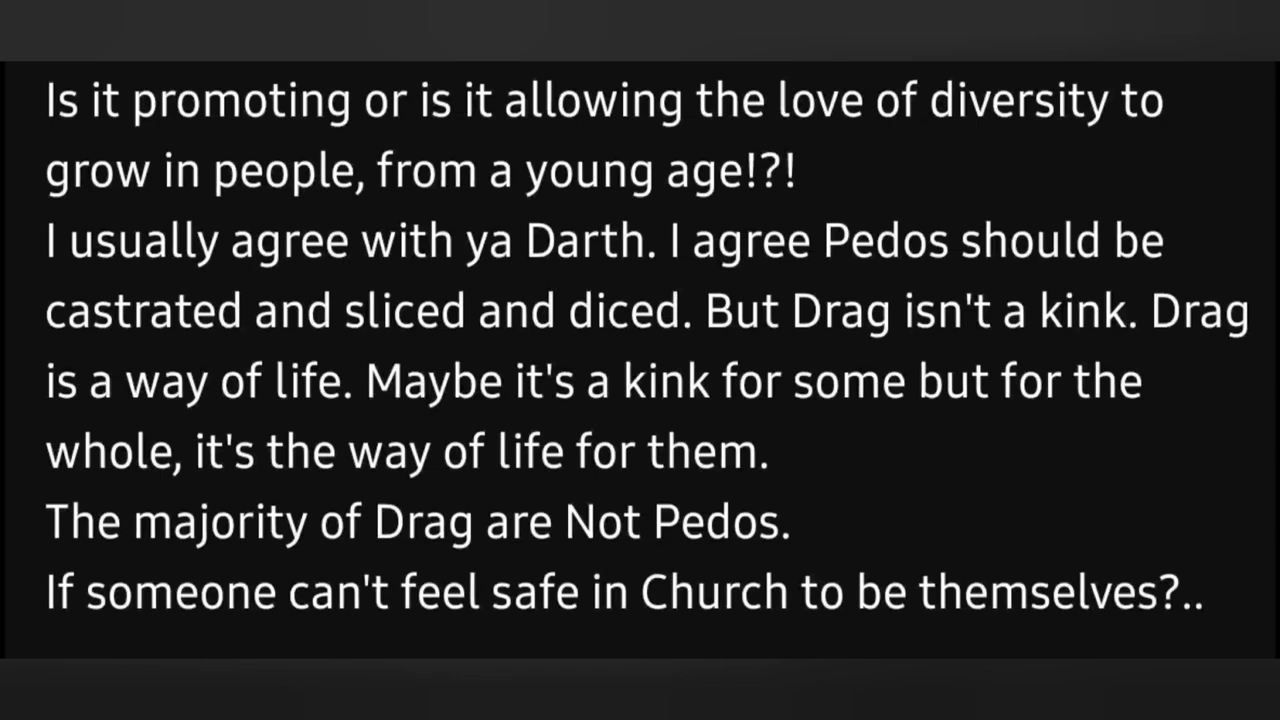 Is it promoting or is it allowing the love of diversity to
grow in people, from a young age!?!
I usually agree with ya Darth. I agree Pedos should be
castrated and sliced and diced. But Drag isn't a kink. Drag
is a way of life. Maybe it's a kink for some but for the
whole, it's the way of life for them.
The majority of Drag are Not Pedos.
If someone can't feel safe in Church to be themselves?..